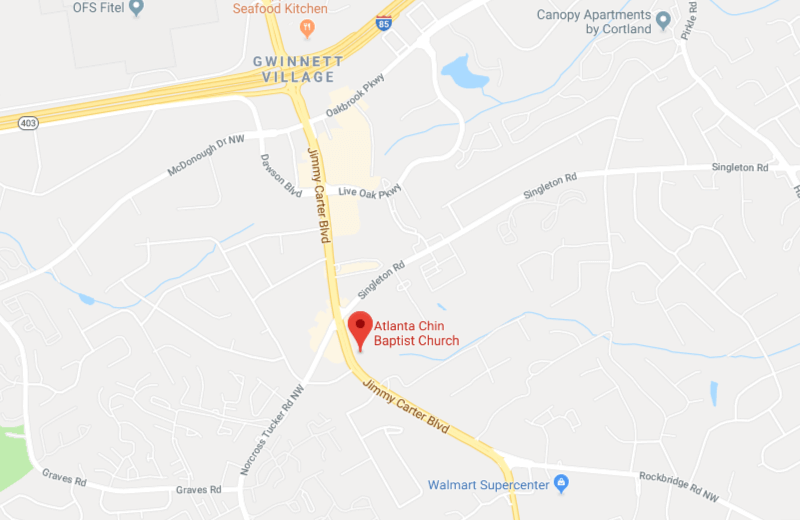 OFS Fitel
Seafood Kitchen
85
Canopy Apartments
by Cortland
Pirkle Rd
GWINNETT
VILLAGE
403
Oakbrook Pkwy
McDonough Dr NW
Dawson Blvd
Jimmy Carter Blvd
Live Oak Pkwy
Singleton Rd
Singleton Rd
Singleton Rd
Atlanta Chin
Baptist Church
Jimmy Carter Blvd
Norcross Tucker Rd NW
Graves Rd
Graves Rd
Walmart Supercenter
Rockbridge Rd NW